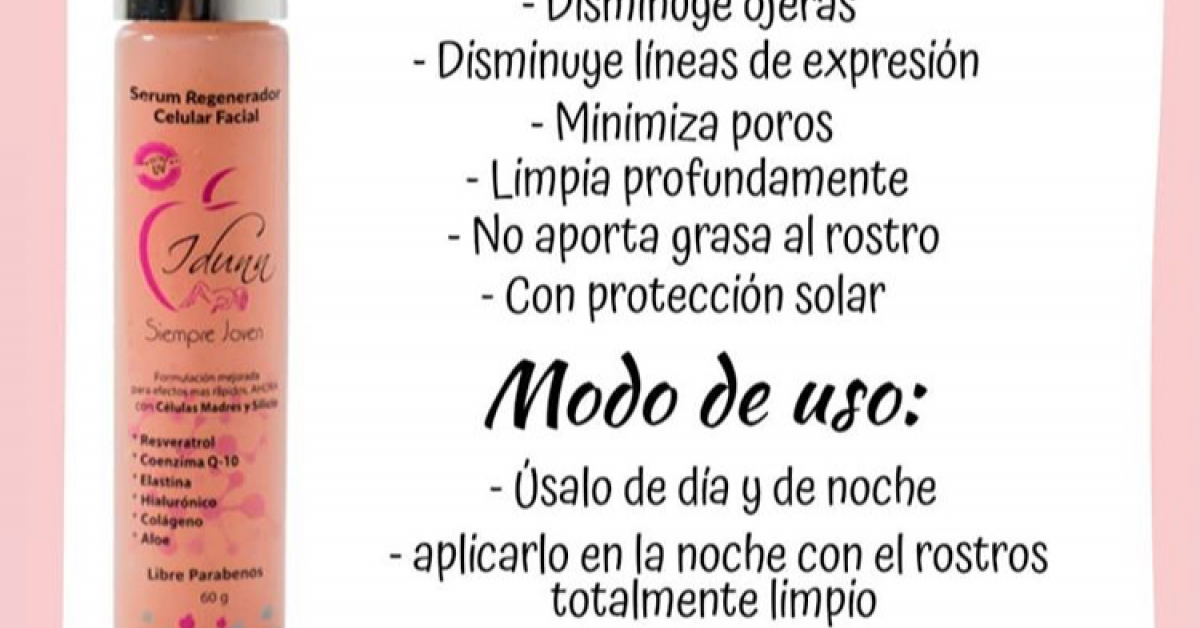 - Disminuye ojeras
- Disminuye líneas de expresión
- Minimiza poros
- Limpia profundamente
- No aporta grasa al rostro
- Con protección solar
Modo de uso:
- Úsalo de día y de noche
- aplicarlo en la noche con el rostros
totalmente limpio
Serum Regenerador
Celular Facial
UV
Idunn
Siempre Joven
Formulación mejorada
para efectos mas rápidos, AHORA
con Células Madres y Silicio
* Resveratrol
* Coenzima Q-10
* Elastina
* Hialurónico
* Colágeno
* Aloe
Libre Parabenos
60 g